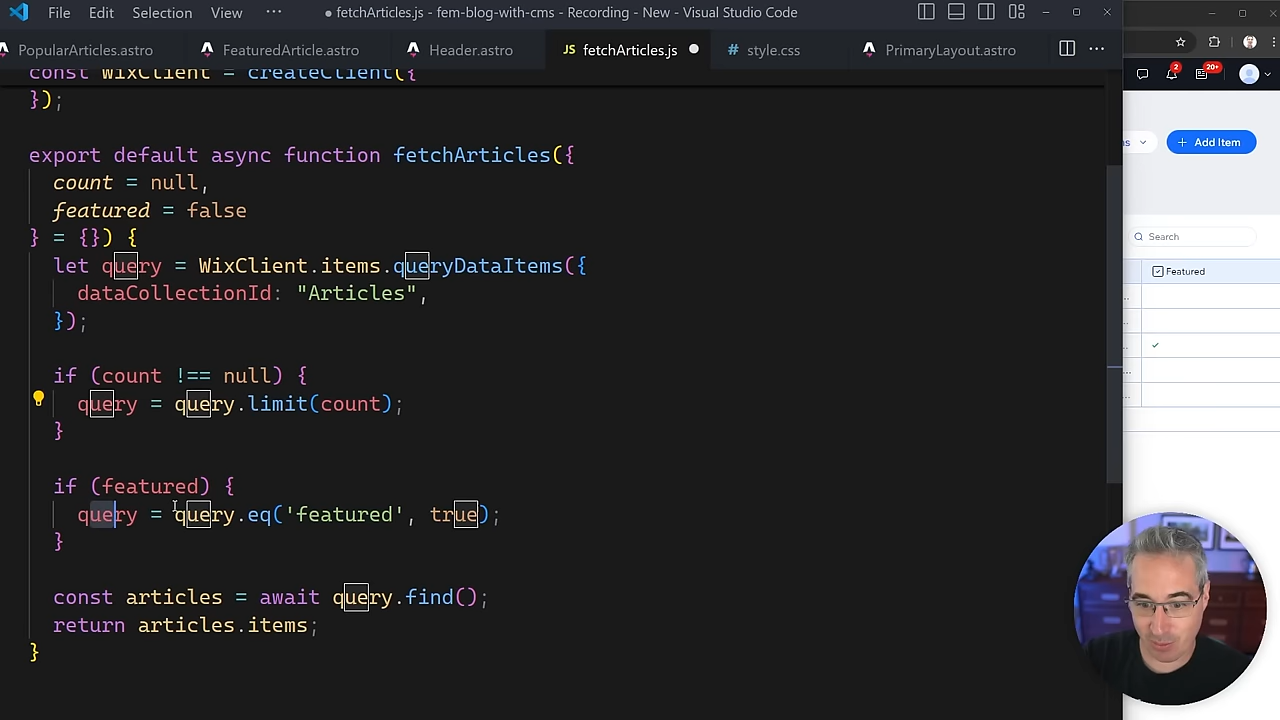 File Edit Selection View ··· ● fetchArticles.js - fem-blog-with-cms - Recording - New - Visual Studio Code
PopularArticles.astro FeaturedArticle.astro Header.astro JS fetchArticles.js # style.css PrimaryLayout.astro ···
const WixClient = createClient({
});
export default async function fetchArticles({
count = null,
featured = false
} = {}) {
let query = WixClient.items.queryDataItems({
dataCollectionId: "Articles",
});
if (count !== null) {
query = query.limit(count);
}
if (featured) {
query = query.eq('featured', true);
}
const articles = await query.find();
return articles.items;
}
2 20+
+ Add Item
Search
Featured